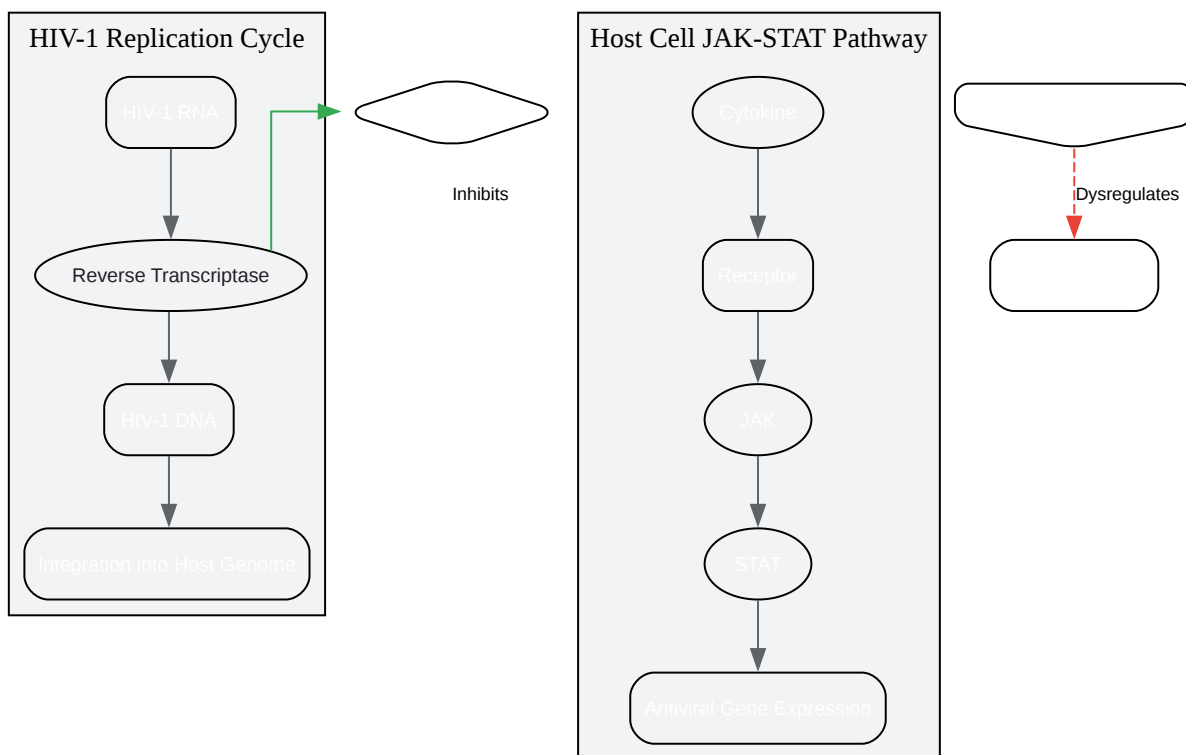 HIV-1 Replication Cycle
HIV-1 RNA
Reverse Transcriptase
HIV-1 DNA
Integration into Host Genome
Inhibits
Host Cell JAK-STAT Pathway
Cytokine
Receptor
JAK
STAT
Antiviral Gene Expression
Dysregulates